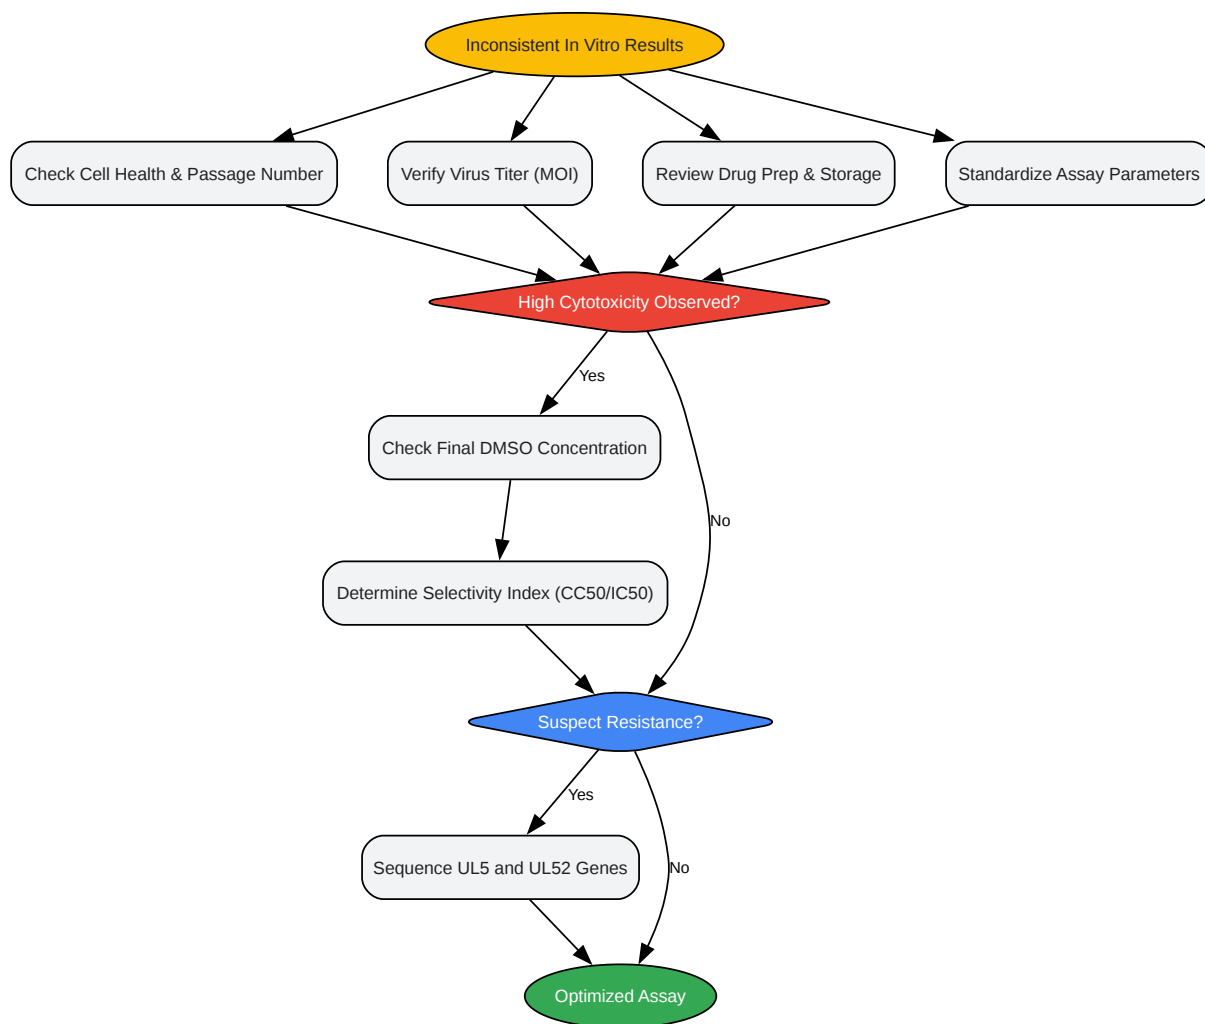 Inconsistent In Vitro Results
Check Cell Health & Passage Number
Verify Virus Titer (MOI)
Review Drug Prep & Storage
Standardize Assay Parameters
High Cytotoxicity Observed?
Yes
Check Final DMSO Concentration
No
Determine Selectivity Index (CC50/IC50)
Suspect Resistance?
Yes
Sequence UL5 and UL52 Genes
No
Optimized Assay